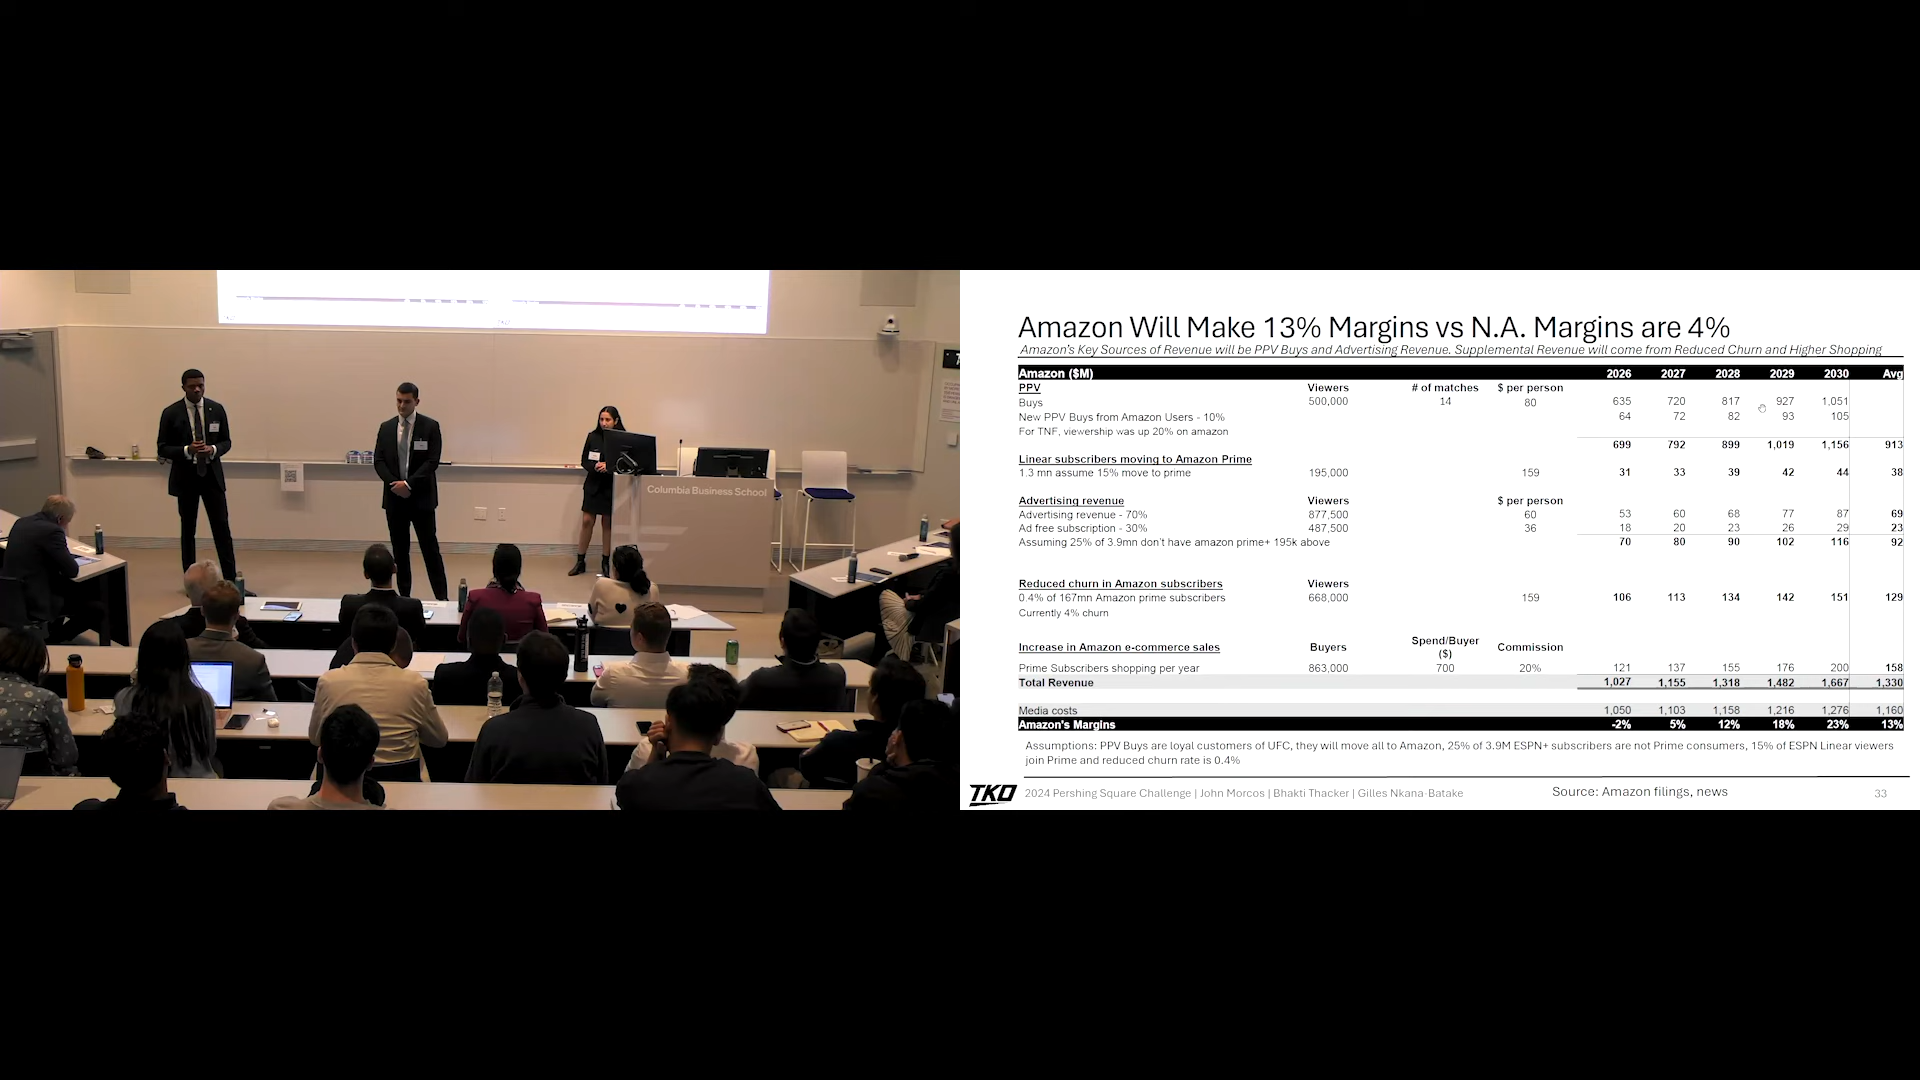 Columbia Business School
Amazon Will Make 13% Margins vs N.A. Margins are 4%
Amazon's Key Sources of Revenue will be PPV Buys and Advertising Revenue. Supplemental Revenue will come from Reduced Churn and Higher Shopping
Amazon ($M) 2026 2027 2028 2029 2030 Avg
PPV Viewers # of matches $ per person
Buys 500,000 14 80 635 720 817 927 1,051
New PPV Buys from Amazon Users - 10% 64 72 82 93 105
For TNF, viewership was up 20% on amazon
699 792 899 1,019 1,156 913
Linear subscribers moving to Amazon Prime
1.3 mn assume 15% move to prime 195,000 159 31 33 39 42 44 38
Advertising revenue Viewers $ per person
Advertising revenue - 70% 877,500 60 53 60 68 77 87 69
Ad free subscription - 30% 487,500 36 18 20 23 26 29 23
Assuming 25% of 3.9mn don't have amazon prime+ 195k above 70 80 90 102 116 92
Reduced churn in Amazon subscribers Viewers
0.4% of 167mn Amazon prime subscribers 668,000 159 106 113 134 142 151 129
Currently 4% churn
Increase in Amazon e-commerce sales Buyers Spend/Buyer ($) Commission
Prime Subscribers shopping per year 863,000 700 20% 121 137 155 176 200 158
Total Revenue 1,027 1,155 1,318 1,482 1,667 1,330
Media costs 1,050 1,103 1,158 1,216 1,276 1,160
Amazon's Margins -2% 5% 12% 18% 23% 13%
Assumptions: PPV Buys are loyal customers of UFC, they will move all to Amazon, 25% of 3.9M ESPN+ subscribers are not Prime consumers, 15% of ESPN Linear viewers
join Prime and reduced churn rate is 0.4%
TKO 2024 Pershing Square Challenge | John Morcos | Bhakti Thacker | Gilles Nkana-Batake Source: Amazon filings, news 33